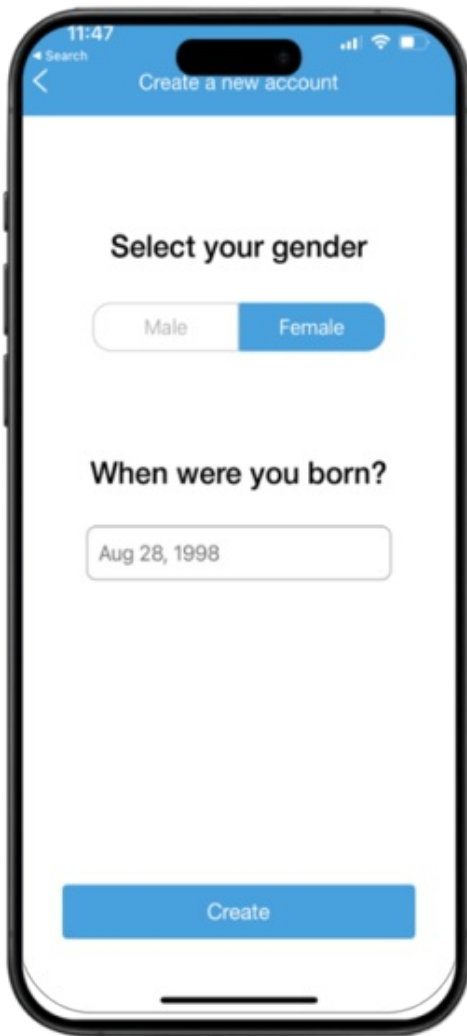 11:47
◀ Search
Create a new account
Select your gender
Male Female
When were you born?
Aug 28, 1998
Create